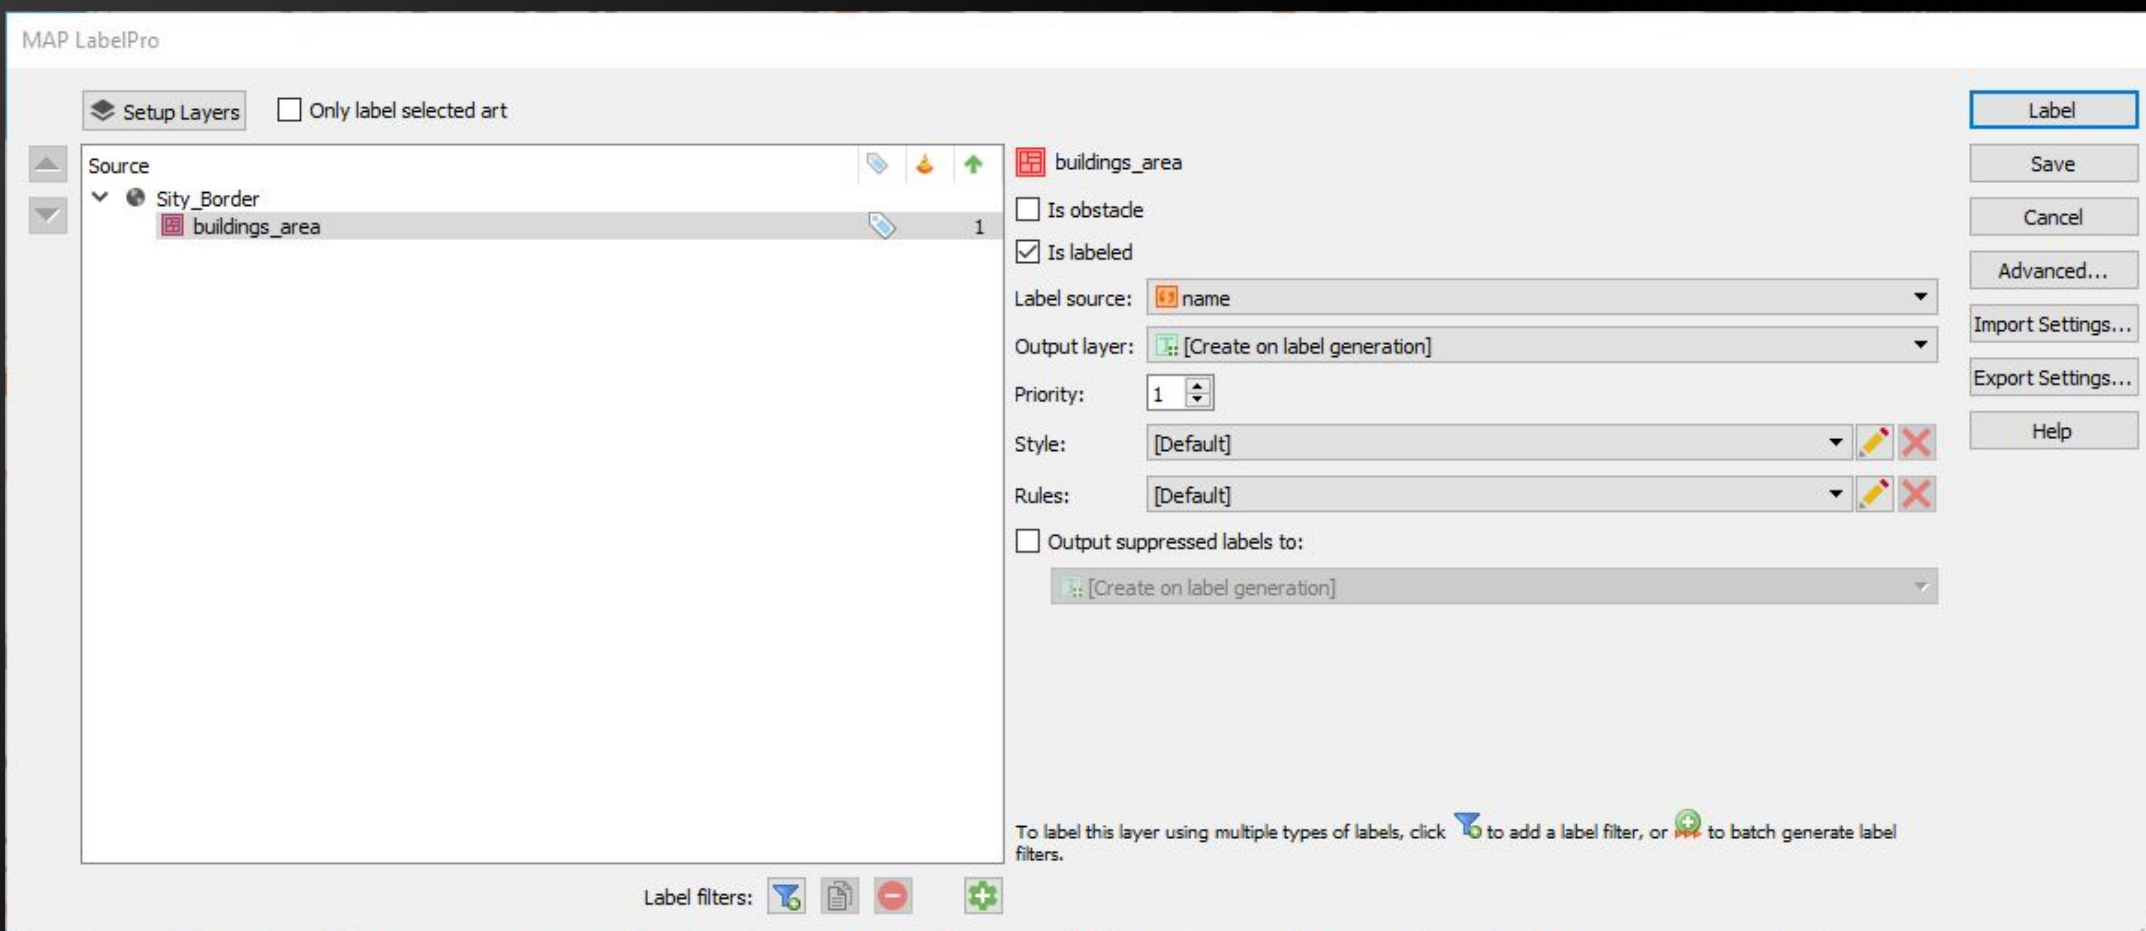 MAP LabelPro
Setup Layers
Only label selected art
Source
Sity_Border
buildings_area
1
buildings_area
Is obstacle
Is labeled
Label source: name
Output layer: [Create on label generation]
Priority: 1
Style: [Default]
Rules: [Default]
Output suppressed labels to:
[Create on label generation]
To label this layer using multiple types of labels, click to add a label filter, or to batch generate label
filters.
Label filters:
Label
Save
Cancel
Advanced...
Import Settings...
Export Settings...
Help